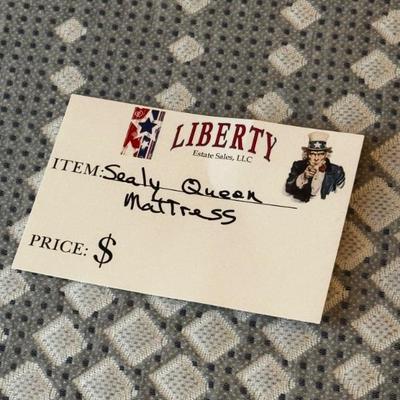 LIBERTY
Estate Sales, LLC
ITEM: Sealy Queen
Mattress
PRICE: $